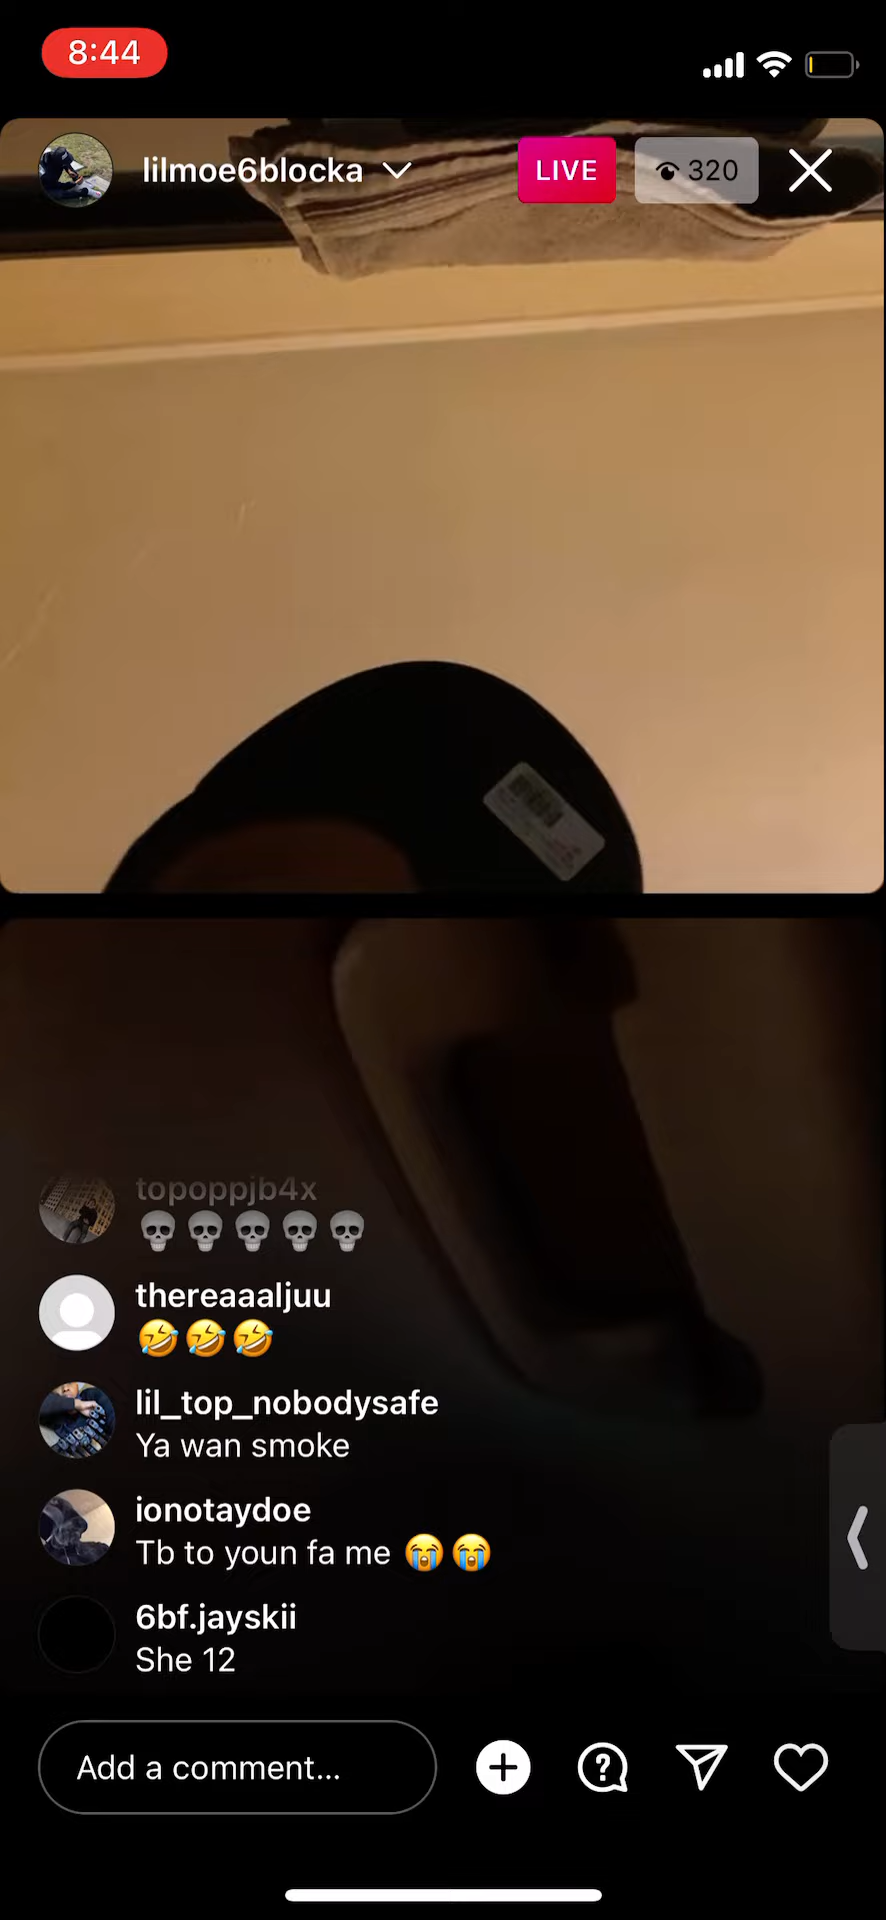 8:44
lilmoe6blocka
LIVE
320
topoppjb4x
💀💀💀💀💀
thereaaaljuu
🤣🤣🤣
lil_top_nobodysafe
Ya wan smoke
ionotaydoe
Tb to youn fa me 😭😭
6bf.jayskii
She 12
Add a comment...